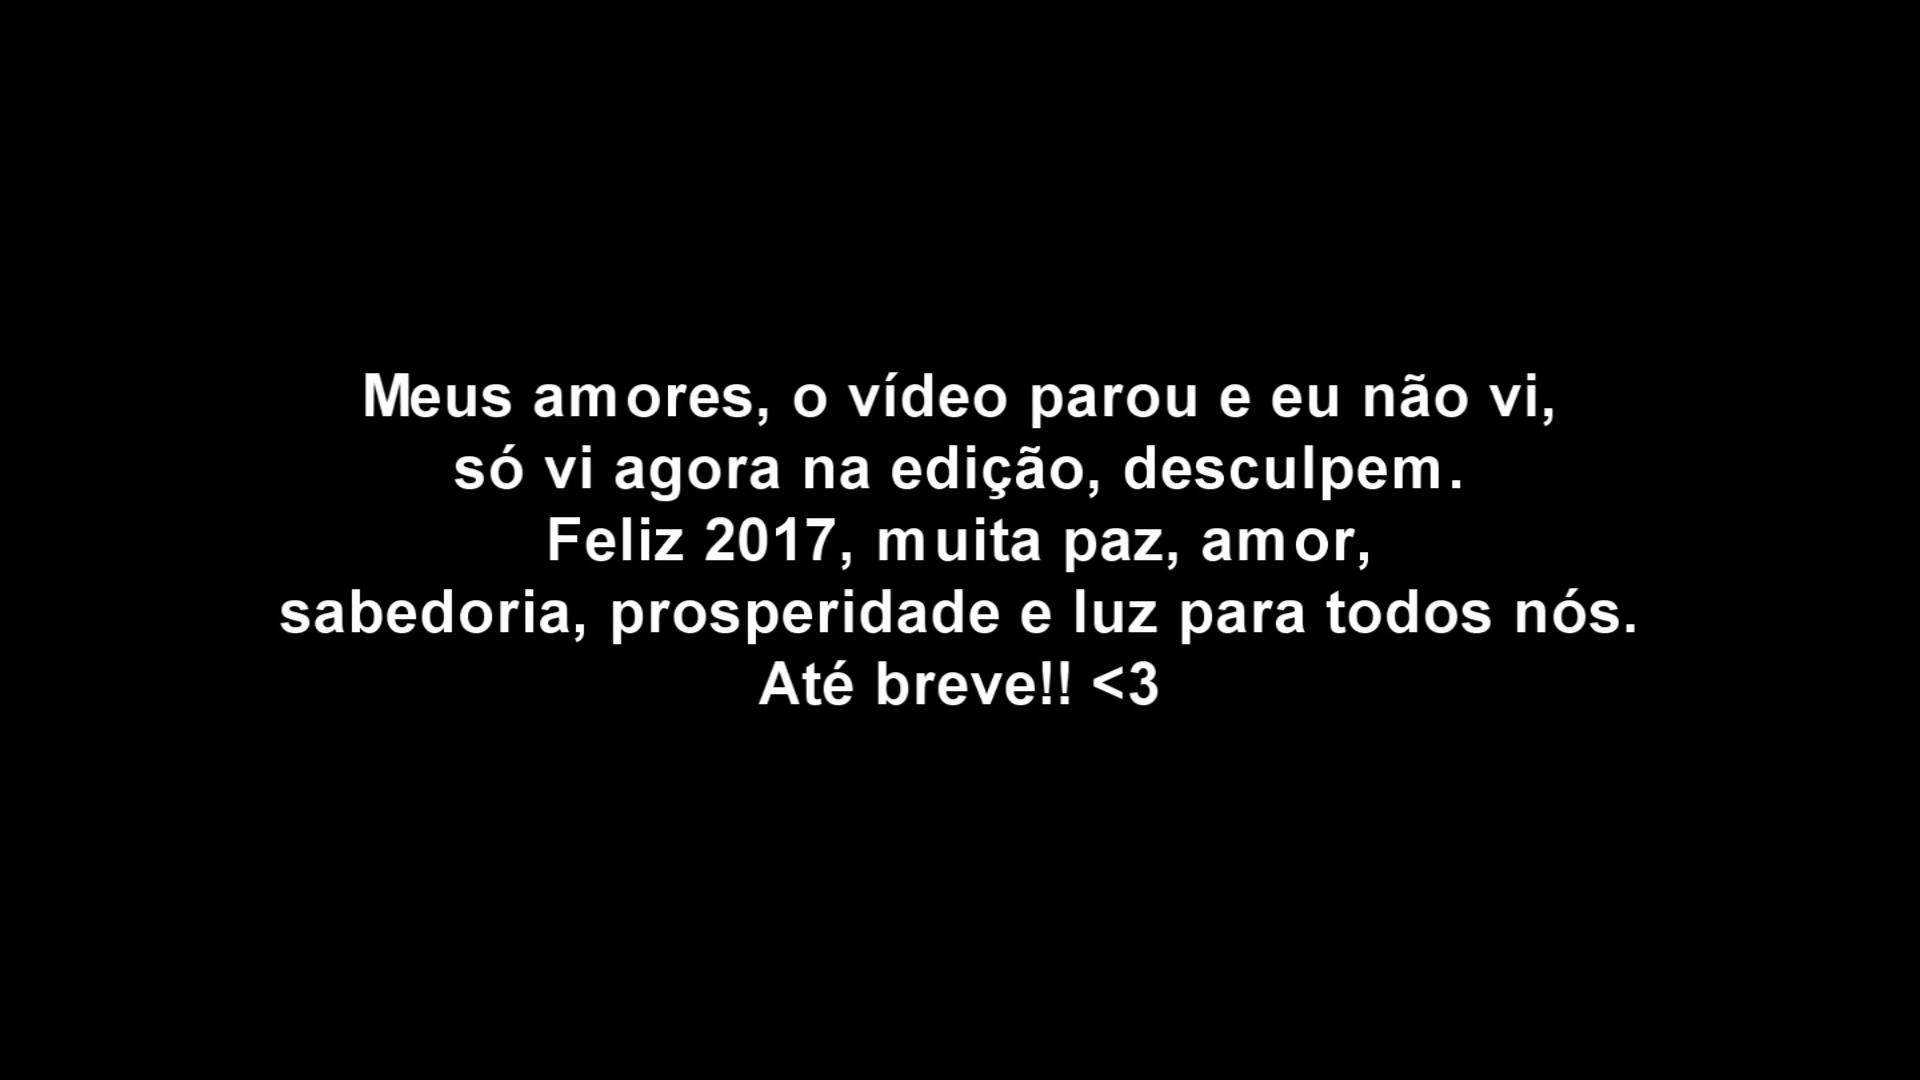 Meus amores, o vídeo parou e eu não vi,
só vi agora na edição, desculpem.
Feliz 2017, muita paz, amor,
sabedoria, prosperidade e luz para todos nós.
Até breve!! <3